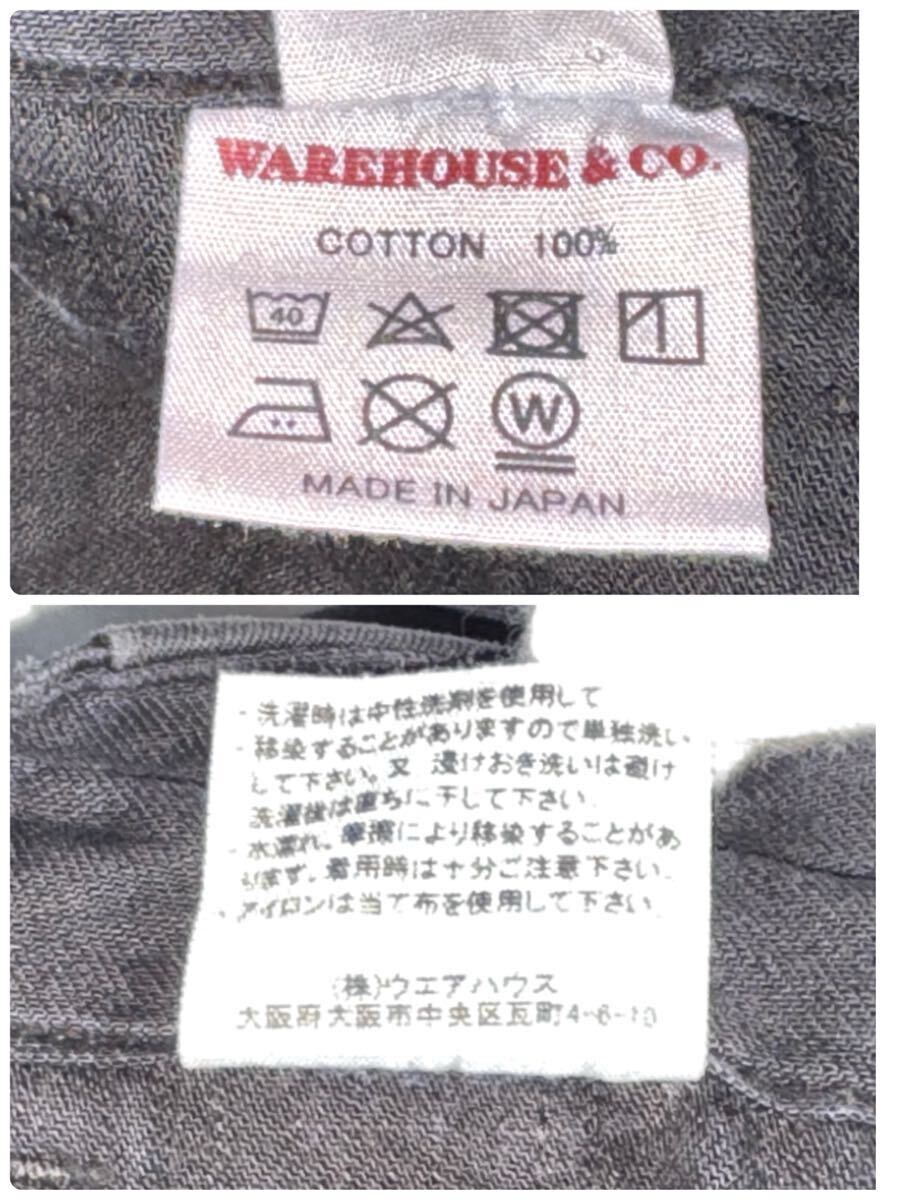 WAREHOUSE & CO.
COTTON 100%
40
W
MADE IN JAPAN
・洗濯時は中性洗剤を使用して
・移染することがありますので単独洗い
して下さい。又、浸けおき洗いは避け
洗濯後は直ちに干して下さい。
・水濡れ、摩擦により移染することがあ
ります。着用時は十分ご注意下さい。
・アイロンは当て布を使用して下さい。
(株)ウエアハウス
大阪府大阪市中央区瓦町4-6-10